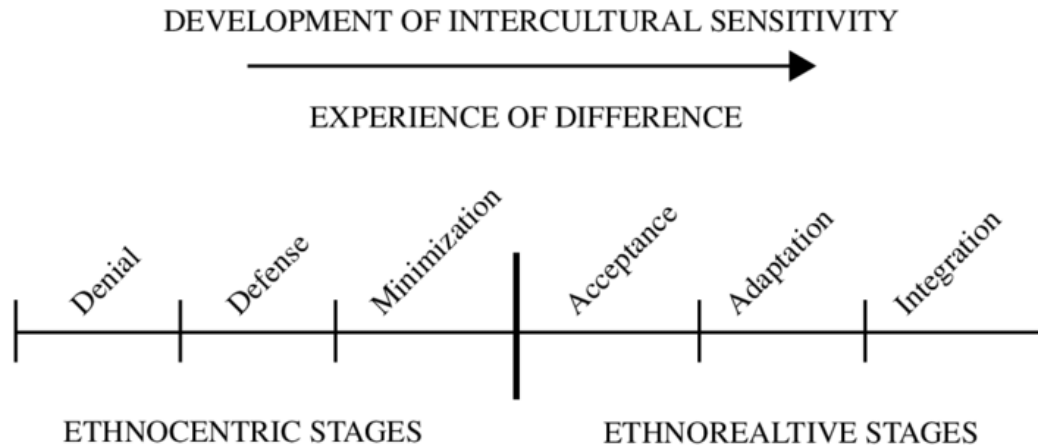 DEVELOPMENT OF INTERCULTURAL SENSITIVITY
EXPERIENCE OF DIFFERENCE
Denial
Defense
Minimization
Acceptance
Adaptation
Integration
ETHNOCENTRIC STAGES
ETHNOREALTIVE STAGES